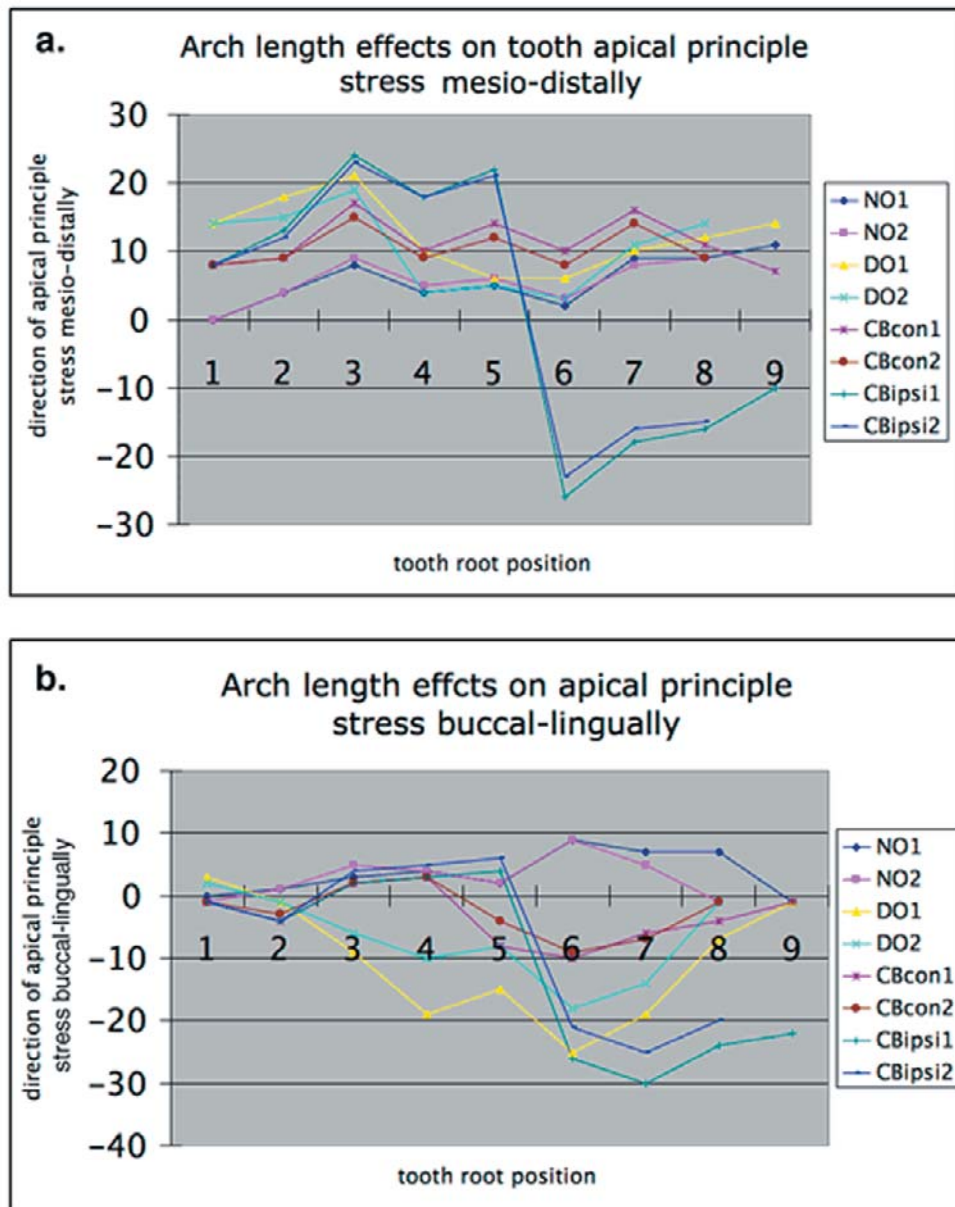 a.
Arch length effects on tooth apical principle
stress mesio-distally
direction of apical principle
stress mesio-distally
30
20
10
0
-10
-20
-30
1 2 3 4 5 6 7 8 9
tooth root position
NO1
NO2
DO1
DO2
CBcon1
CBcon2
CBipsi1
CBipsi2
b.
Arch length effcts on apical principle
stress buccal-lingually
direction of apical principle
stress buccal-lingually
20
10
0
-10
-20
-30
-40
1 2 3 4 5 6 7 8 9
tooth root position
NO1
NO2
DO1
DO2
CBcon1
CBcon2
CBipsi1
CBipsi2